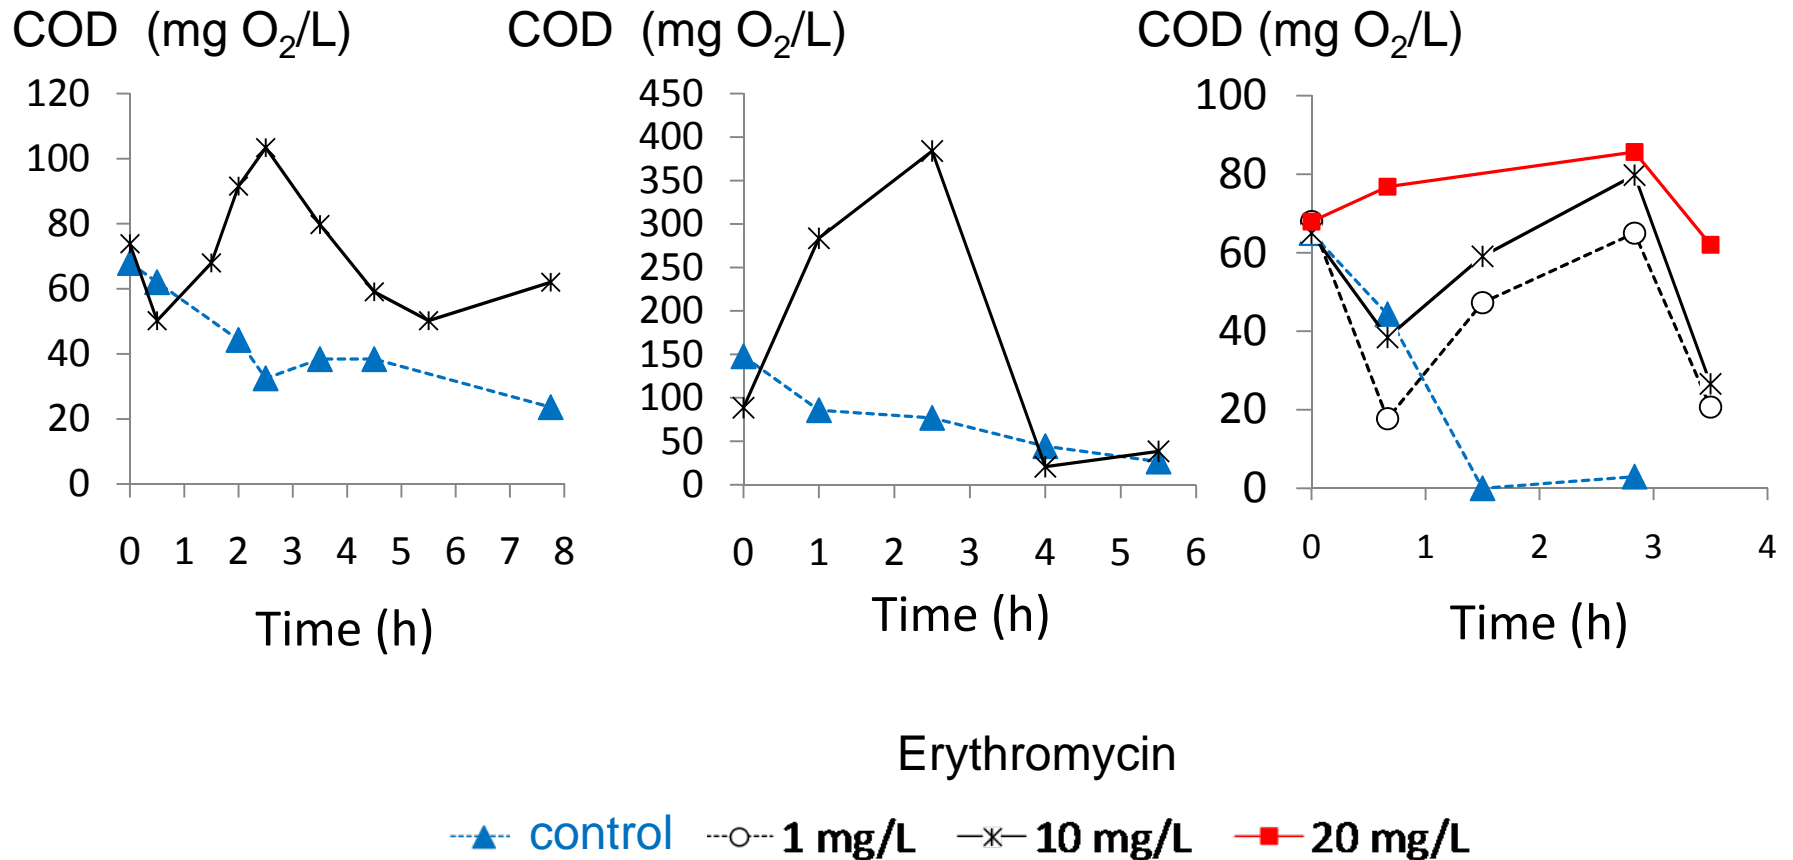 COD (mg O₂/L)
COD (mg O₂/L)
COD (mg O₂/L)
120
100
80
60
40
20
0
0 1 2 3 4 5 6 7 8
Time (h)
450
400
350
300
250
200
150
100
50
0
0 1 2 3 4 5 6
Time (h)
100
80
60
40
20
0
0 1 2 3 4
Time (h)
Erythromycin
control 1 mg/L 10 mg/L 20 mg/L